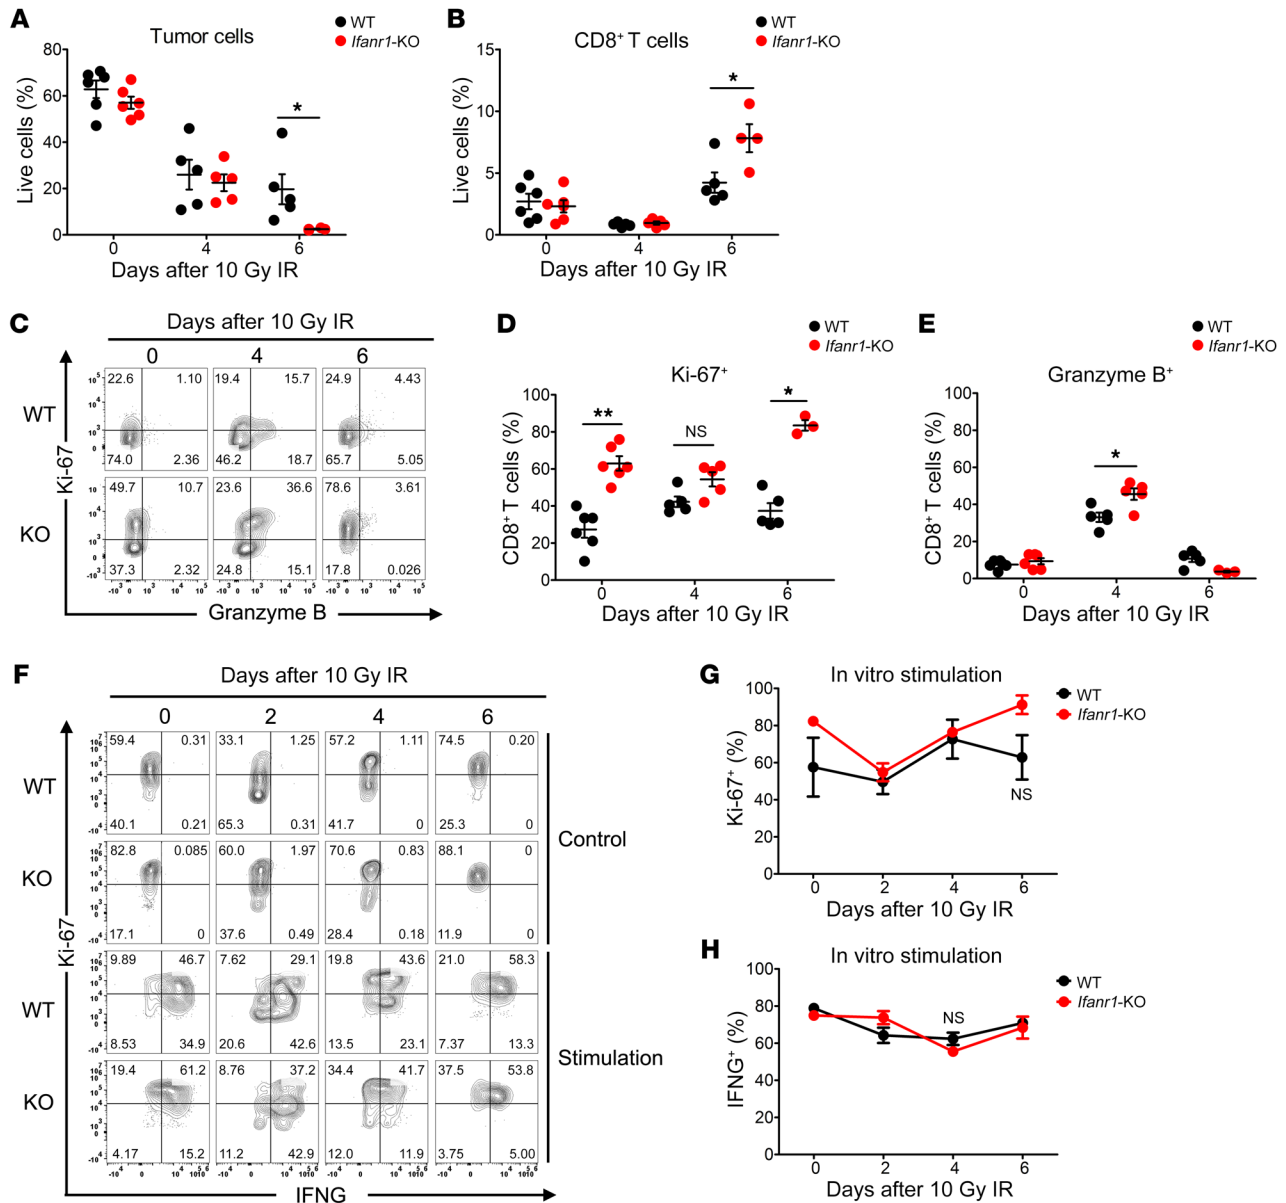 A
Tumor cells
WT
Ifanr1-KO
Live cells (%)
80
60
40
20
0
*
0 4 6
Days after 10 Gy IR
B
CD8+ T cells
WT
Ifanr1-KO
Live cells (%)
15
10
5
0
*
0 4 6
Days after 10 Gy IR
C
Days after 10 Gy IR
0 4 6
WT
22.6 1.10 19.4 15.7 24.9 4.43
74.0 2.36 46.2 18.7 65.7 5.05
KO
49.7 10.7 23.6 36.6 78.6 3.61
37.3 2.32 24.8 15.1 17.8 0.026
Ki-67
Granzyme B
D
WT
Ifanr1-KO
Ki-67+
CD8+ T cells (%)
100
80
60
40
20
0
** NS *
0 4 6
Days after 10 Gy IR
E
WT
Ifanr1-KO
Granzyme B+
CD8+ T cells (%)
100
80
60
40
20
0
*
0 4 6
Days after 10 Gy IR
F
Days after 10 Gy IR
0 2 4 6
WT
59.4 0.31 33.1 1.25 57.2 1.11 74.5 0.20
40.1 0.21 65.3 0.31 41.7 0 25.3 0
KO
82.8 0.085 60.0 1.97 70.6 0.83 88.1 0
17.1 0 37.6 0.49 28.4 0.18 11.9 0
Control
WT
9.89 46.7 7.62 29.1 19.8 43.6 21.0 58.3
8.53 34.9 20.6 42.6 13.5 23.1 7.37 13.3
KO
19.4 61.2 8.76 37.2 34.4 41.7 37.5 53.8
4.17 15.2 11.2 42.9 12.0 11.9 3.75 5.00
Stimulation
Ki-67
IFNG
G
In vitro stimulation
WT
Ifanr1-KO
Ki-67+ (%)
100
80
60
40
20
0
NS
0 2 4 6
Days after 10 Gy IR
H
In vitro stimulation
WT
Ifanr1-KO
IFNG+ (%)
100
80
60
40
20
0
NS
0 2 4 6
Days after 10 Gy IR